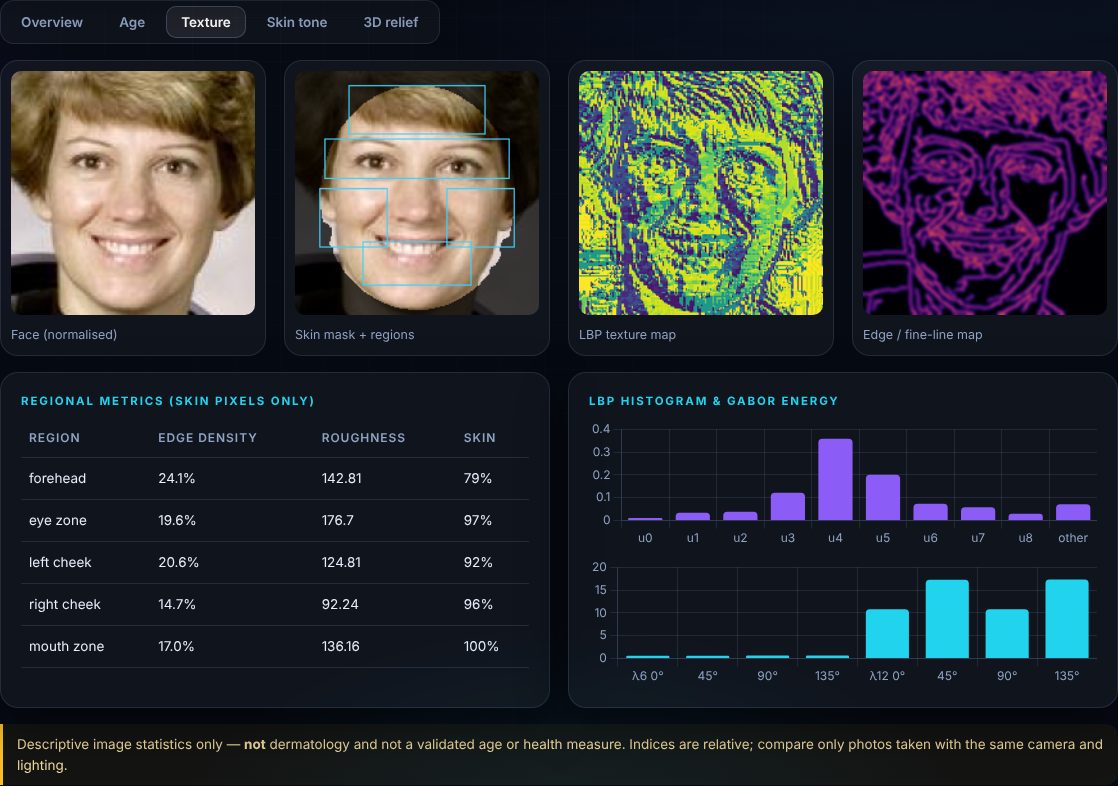 Overview Age Texture Skin tone 3D relief
Face (normalised)
Skin mask + regions
LBP texture map
Edge / fine-line map
REGIONAL METRICS (SKIN PIXELS ONLY)
REGION EDGE DENSITY ROUGHNESS SKIN
forehead 24.1% 142.81 79%
eye zone 19.6% 176.7 97%
left cheek 20.6% 124.81 92%
right cheek 14.7% 92.24 96%
mouth zone 17.0% 136.16 100%
LBP HISTOGRAM & GABOR ENERGY
0.4
0.3
0.2
0.1
0
u0 u1 u2 u3 u4 u5 u6 u7 u8 other
20
15
10
5
0
λ6 0° 45° 90° 135° λ12 0° 45° 90° 135°
Descriptive image statistics only — not dermatology and not a validated age or health measure. Indices are relative; compare only photos taken with the same camera and
lighting.